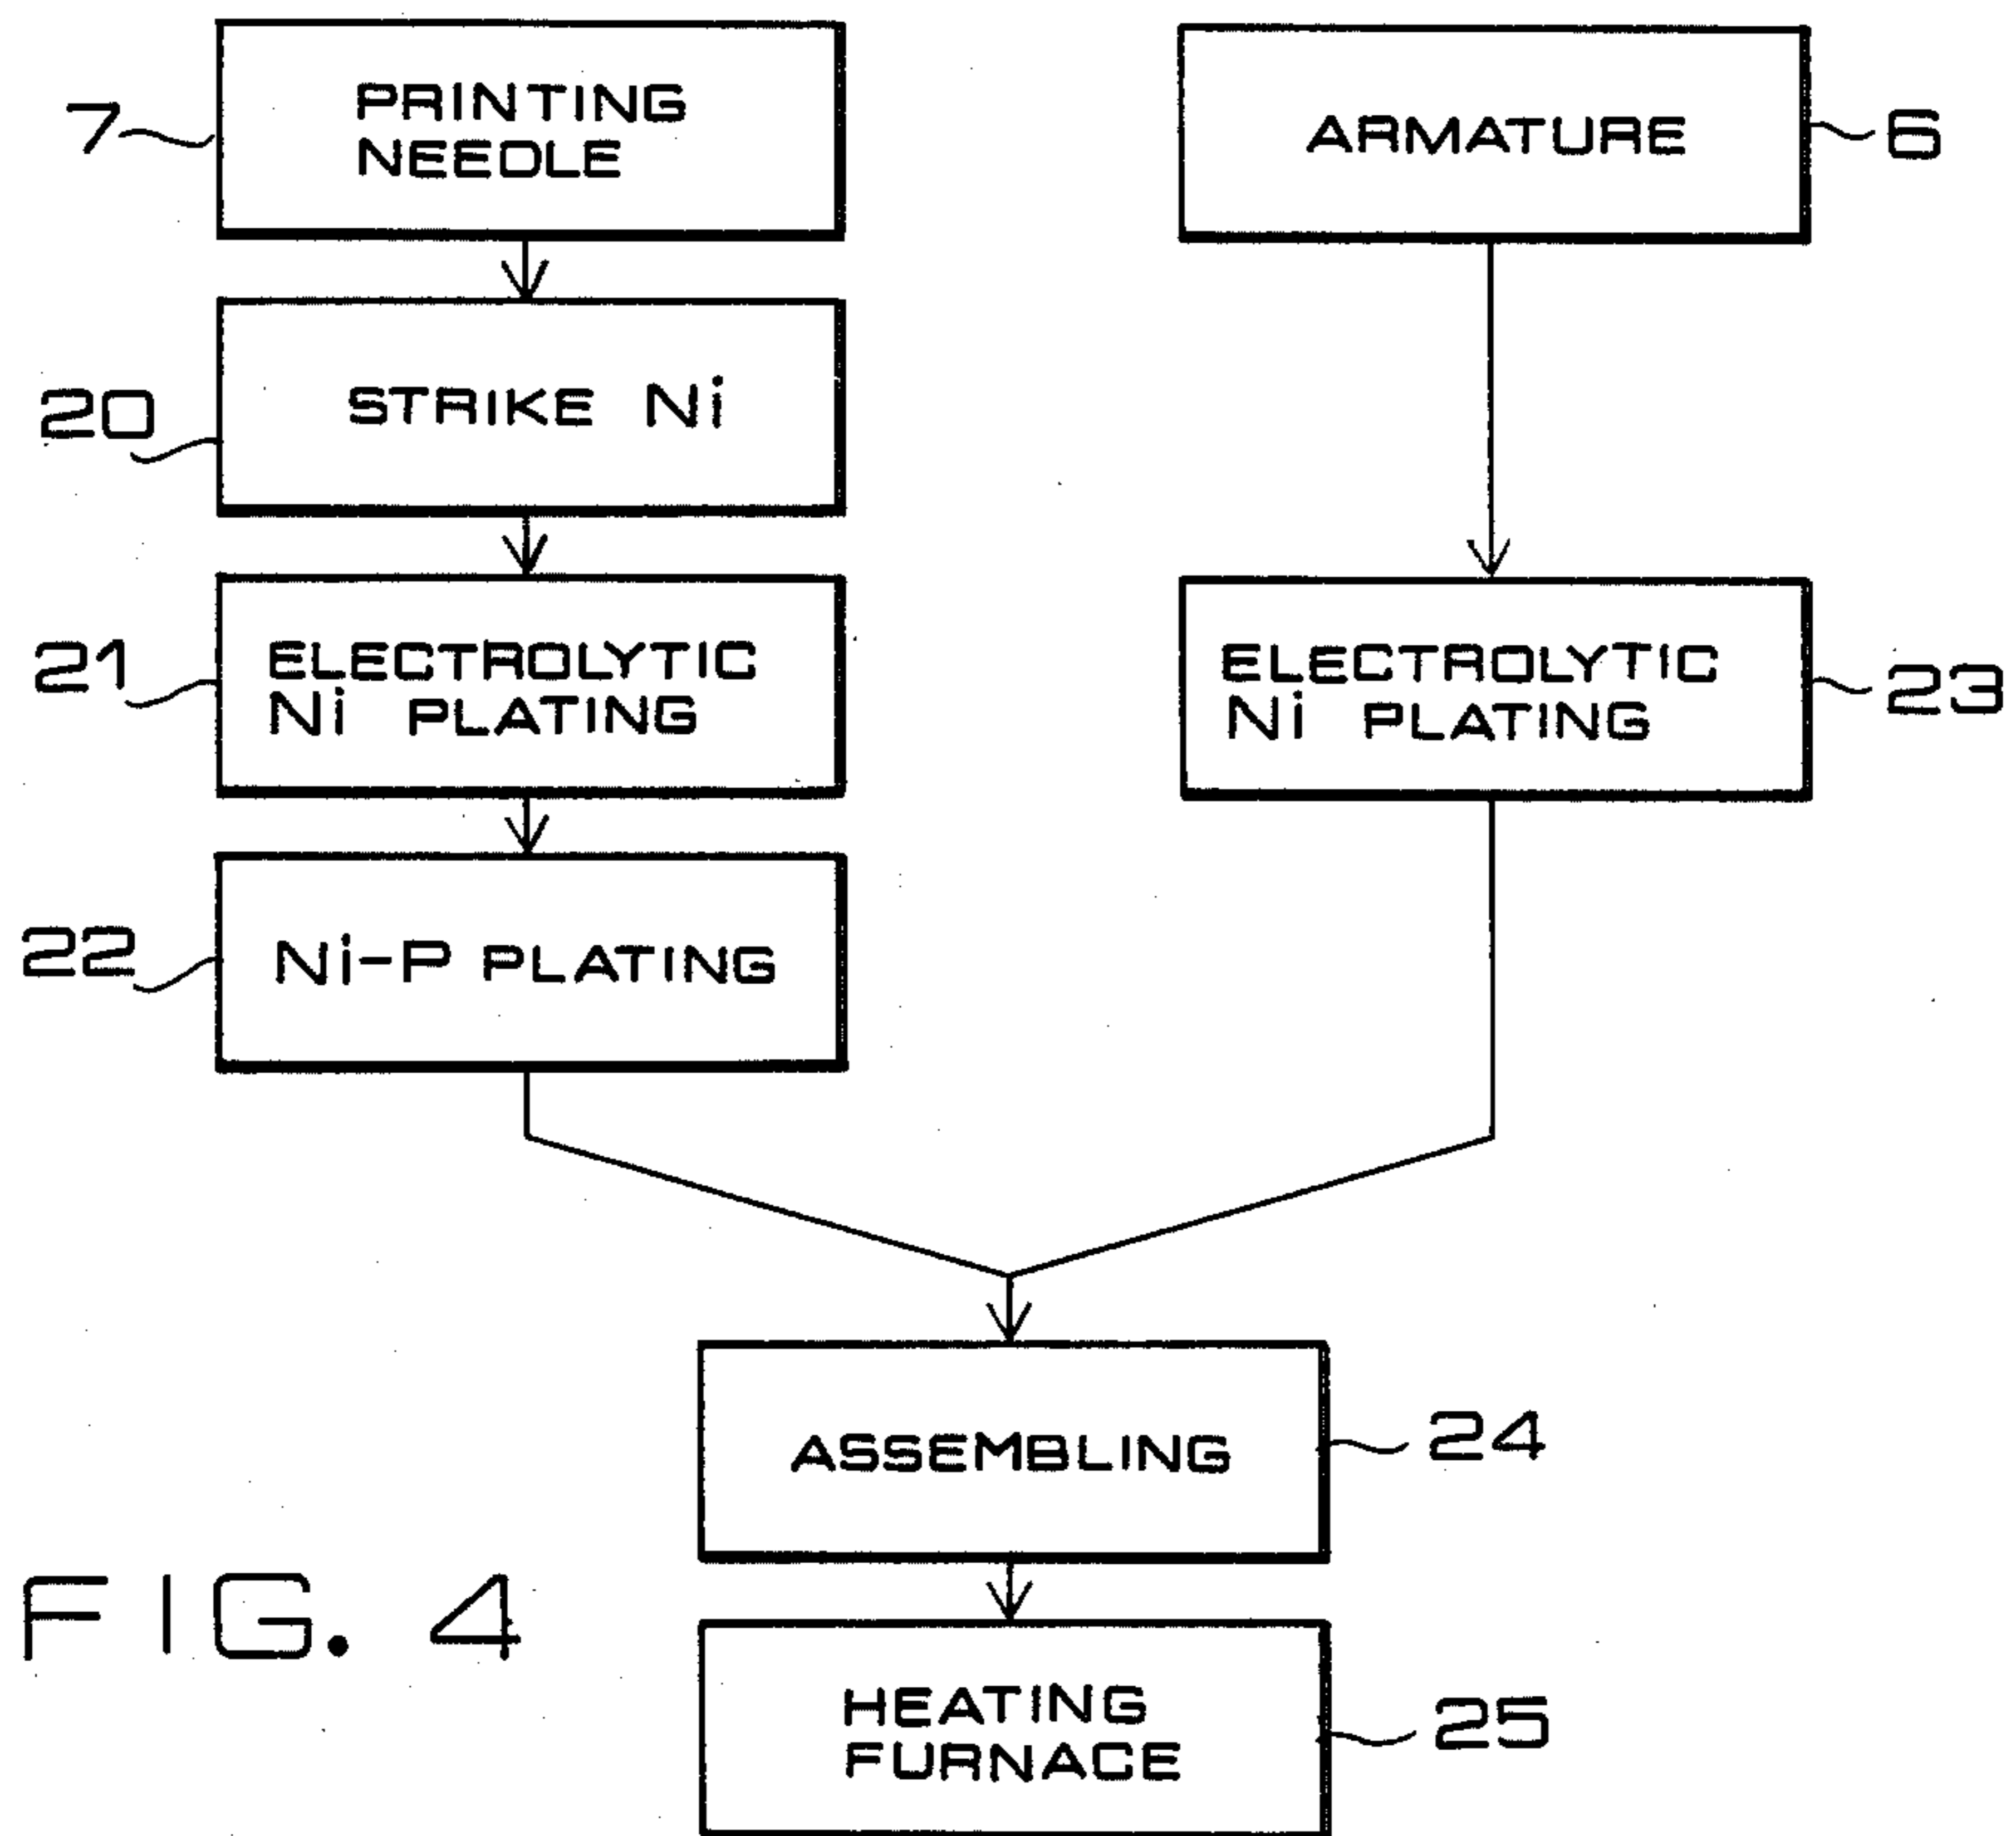 7
PRINTING
NEEDLE
ARMATURE
6
20
STRIKE Ni
21
ELECTROLYTIC
Ni PLATING
ELECTROLYTIC
Ni PLATING
23
22
Ni-P PLATING
ASSEMBLING
24
FIG. 4
HEATING
FURNACE
25